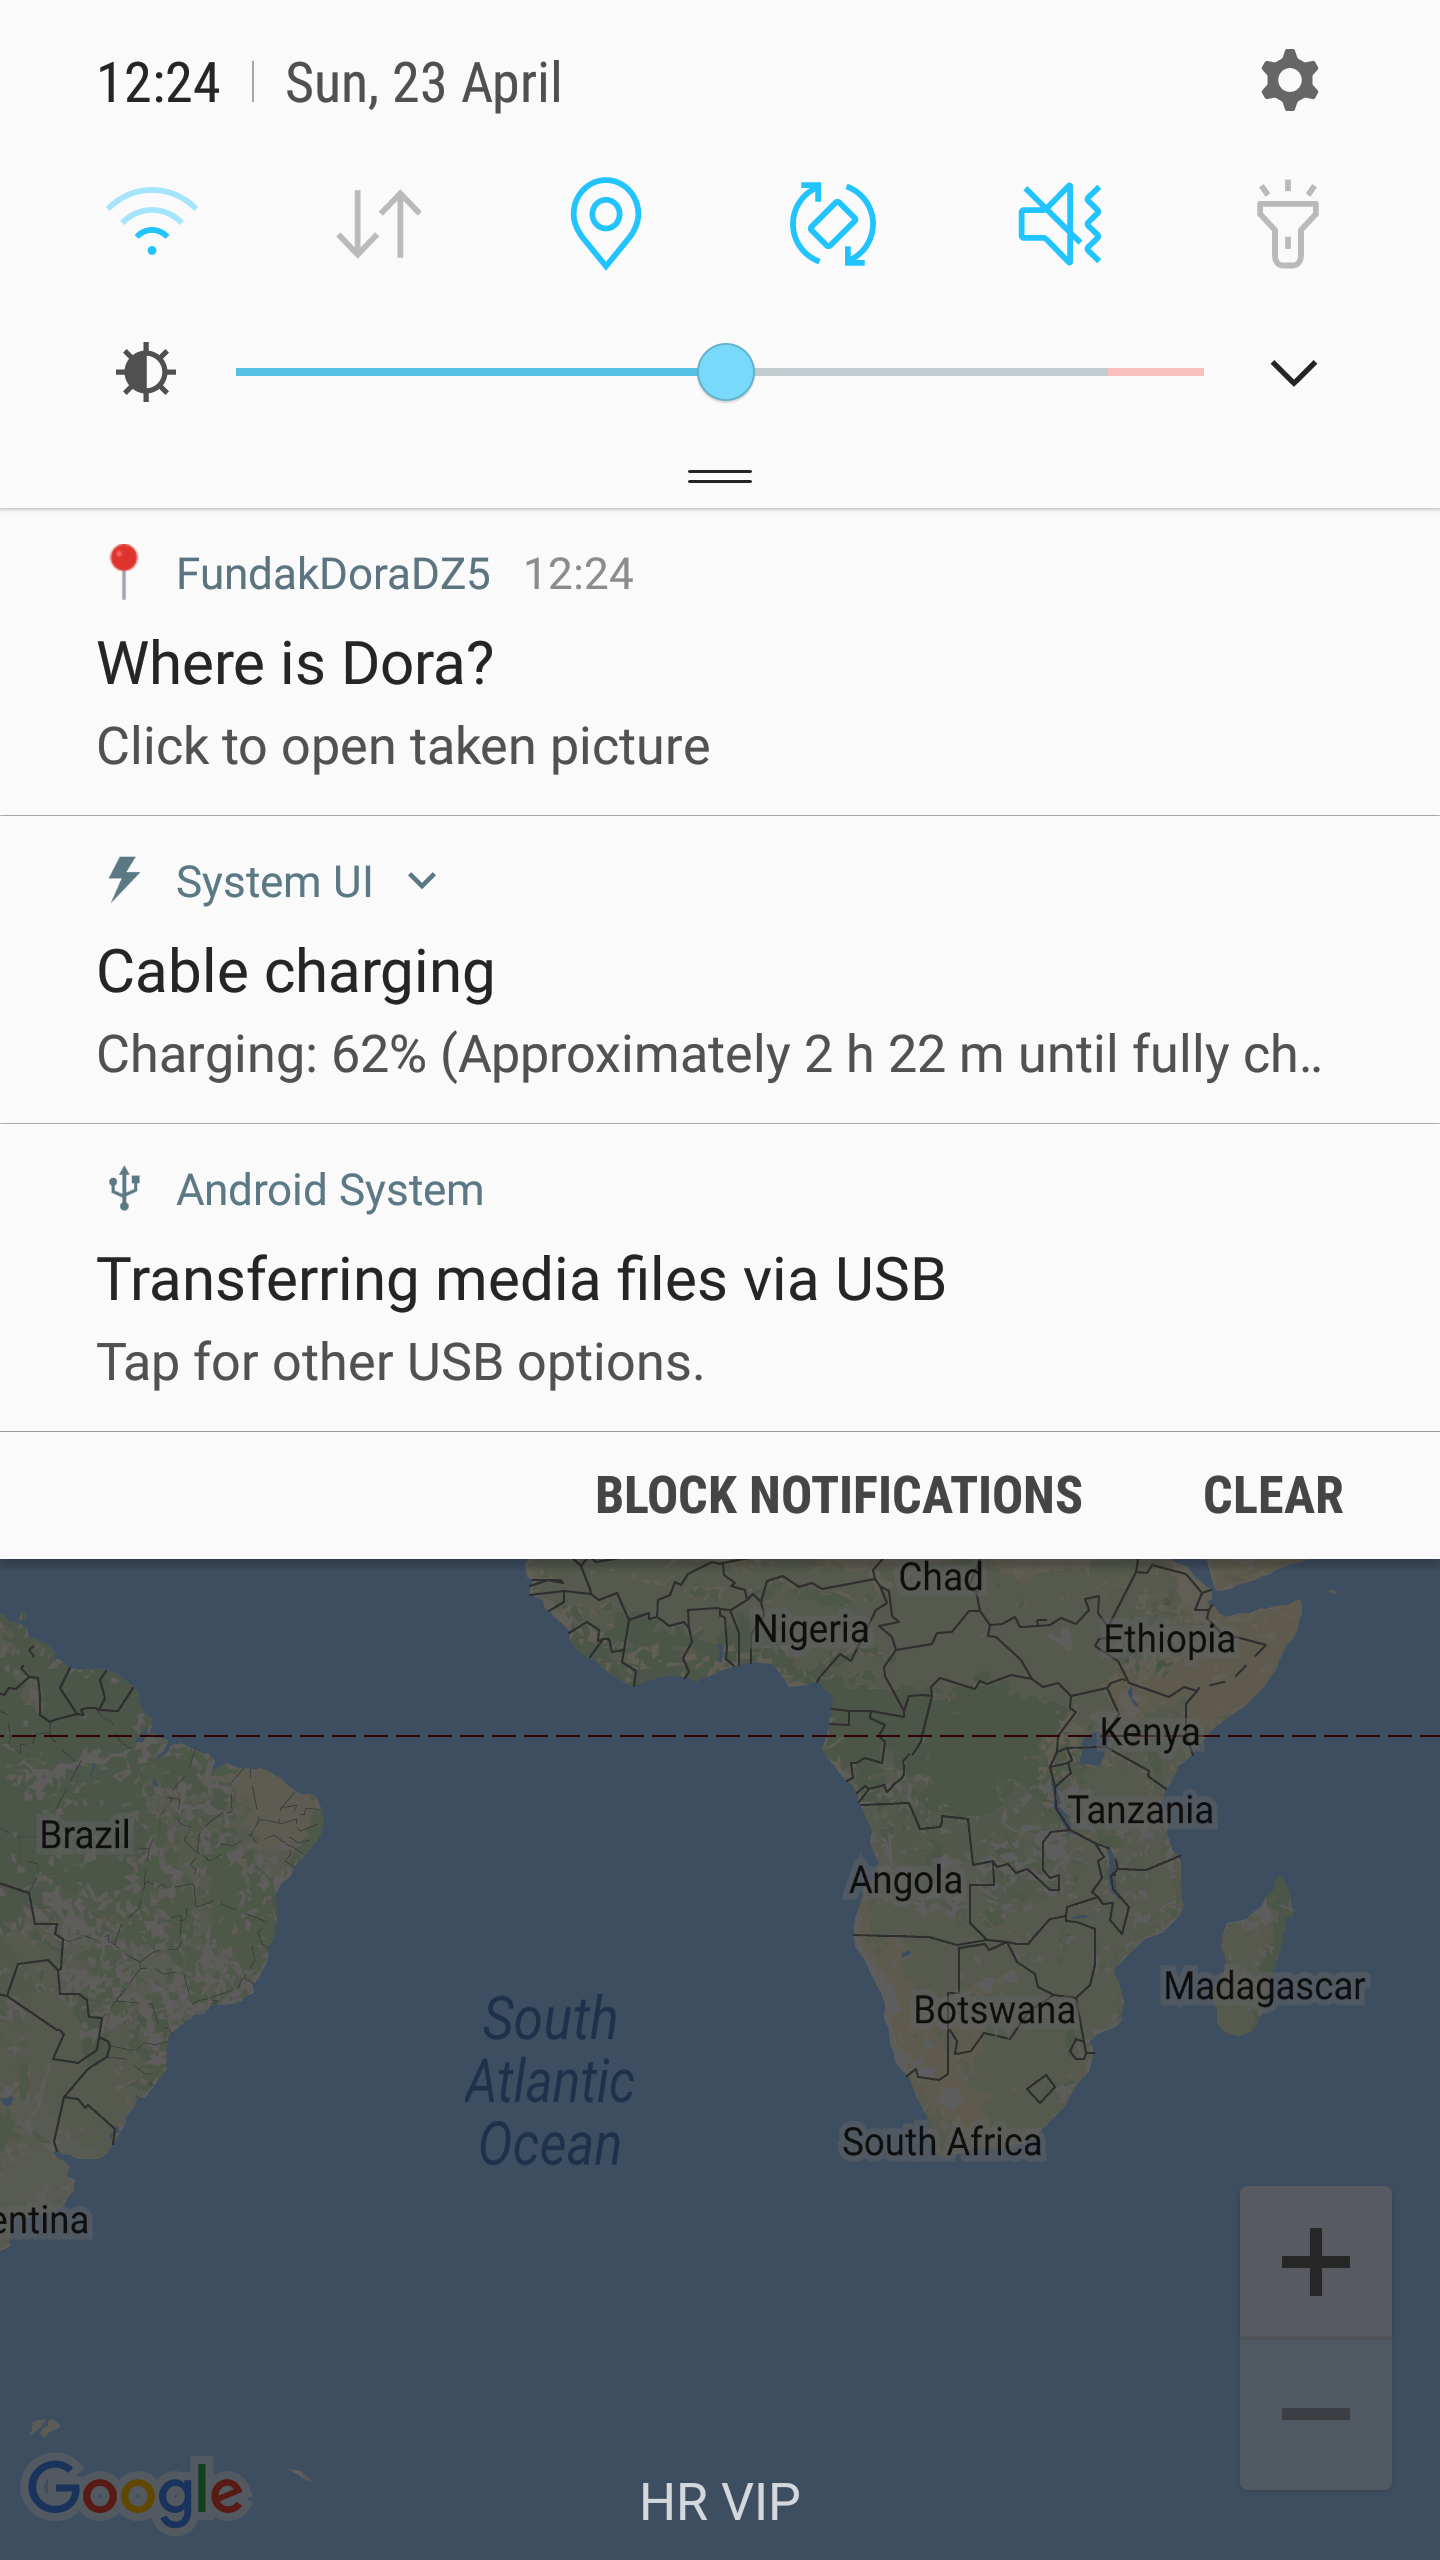 12:24 Sun, 23 April
FundakDoraDZ5 12:24
Where is Dora?
Click to open taken picture
System UI
Cable charging
Charging: 62% (Approximately 2 h 22 m until fully ch..
Android System
Transferring media files via USB
Tap for other USB options.
BLOCK NOTIFICATIONS CLEAR
Chad
Nigeria
Ethiopia
Kenya
Tanzania
Brazil
Angola
Madagascar
Botswana
South
Atlantic
Ocean
South Africa
entina
Google
HR VIP